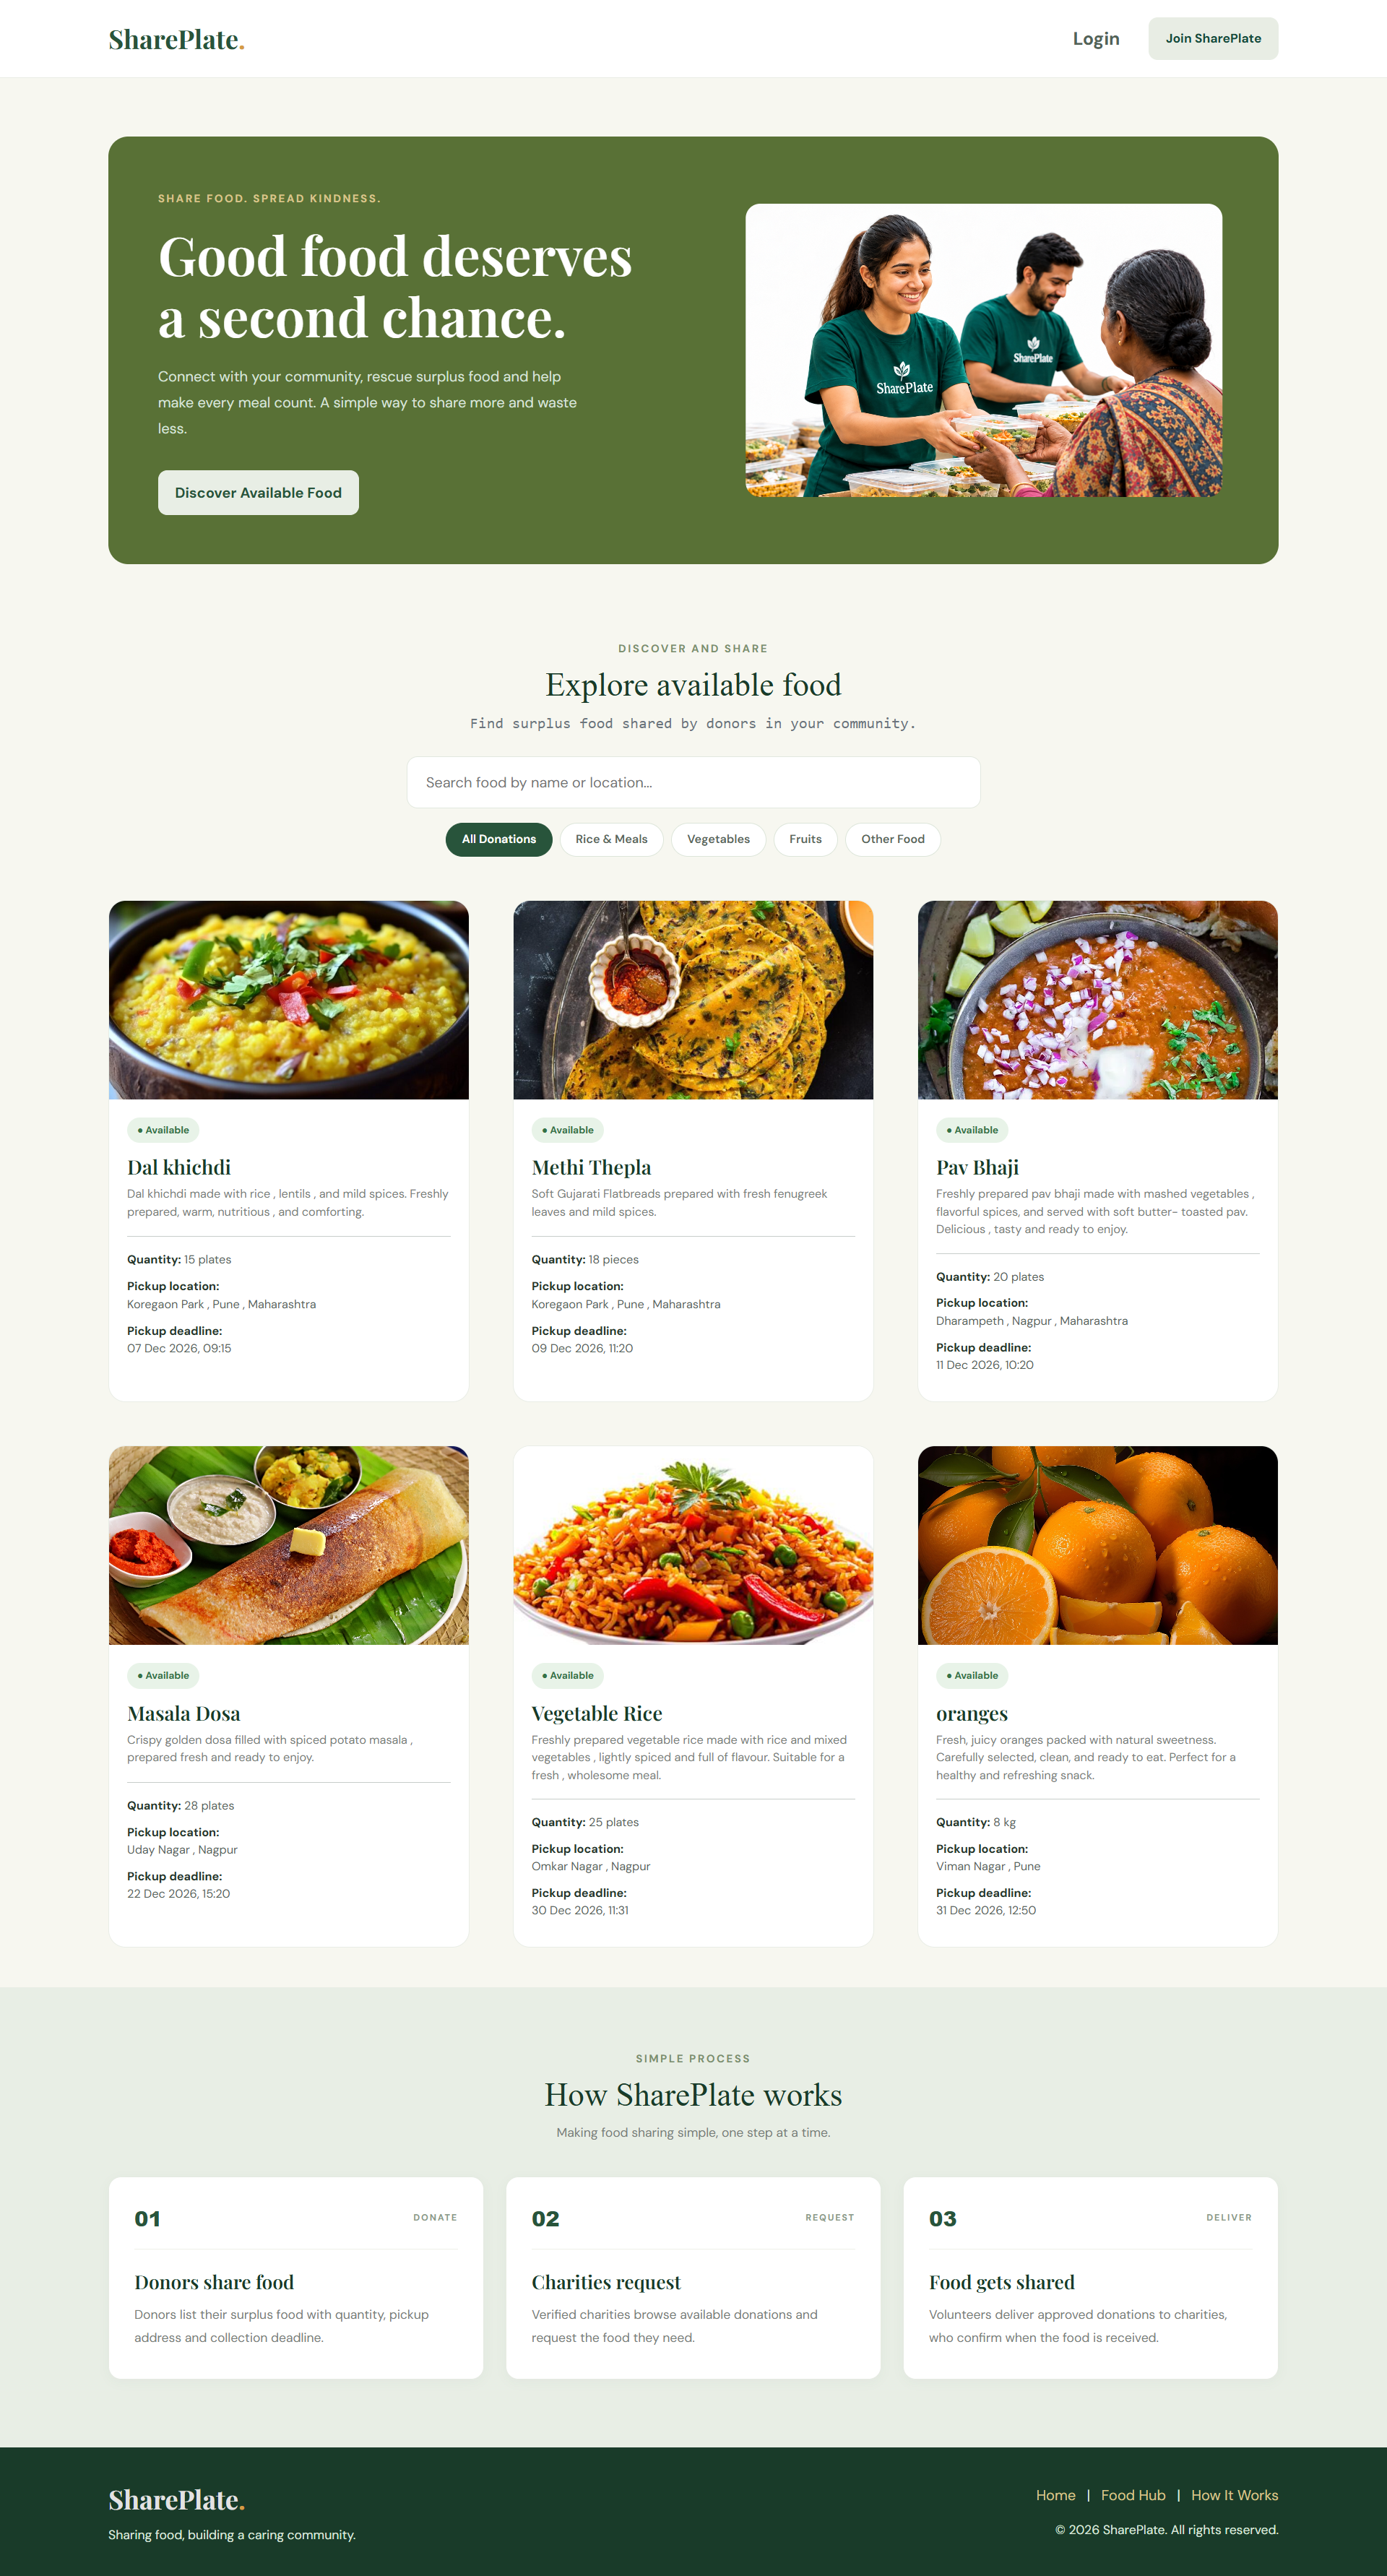 SharePlate.
Login
Join SharePlate
SHARE FOOD. SPREAD KINDNESS.
Good food deserves
a second chance.
Connect with your community, rescue surplus food and help
make every meal count. A simple way to share more and waste
less.
Discover Available Food
SharePlate
SharePlate
DISCOVER AND SHARE
Explore available food
Find surplus food shared by donors in your community.
Search food by name or location...
All Donations
Rice & Meals
Vegetables
Fruits
Other Food
● Available
Dal khichdi
Dal khichdi made with rice , lentils , and mild spices. Freshly
prepared, warm, nutritious , and comforting.
Quantity: 15 plates
Pickup location:
Koregaon Park , Pune , Maharashtra
Pickup deadline:
07 Dec 2026, 09:15
● Available
Methi Thepla
Soft Gujarati Flatbreads prepared with fresh fenugreek
leaves and mild spices.
Quantity: 18 pieces
Pickup location:
Koregaon Park , Pune , Maharashtra
Pickup deadline:
09 Dec 2026, 11:20
● Available
Pav Bhaji
Freshly prepared pav bhaji made with mashed vegetables ,
flavorful spices, and served with soft butter- toasted pav.
Delicious , tasty and ready to enjoy.
Quantity: 20 plates
Pickup location:
Dharampeth , Nagpur , Maharashtra
Pickup deadline:
11 Dec 2026, 10:20
● Available
Masala Dosa
Crispy golden dosa filled with spiced potato masala ,
prepared fresh and ready to enjoy.
Quantity: 28 plates
Pickup location:
Uday Nagar , Nagpur
Pickup deadline:
22 Dec 2026, 15:20
● Available
Vegetable Rice
Freshly prepared vegetable rice made with rice and mixed
vegetables , lightly spiced and full of flavour. Suitable for a
fresh , wholesome meal.
Quantity: 25 plates
Pickup location:
Omkar Nagar , Nagpur
Pickup deadline:
30 Dec 2026, 11:31
● Available
oranges
Fresh, juicy oranges packed with natural sweetness.
Carefully selected, clean, and ready to eat. Perfect for a
healthy and refreshing snack.
Quantity: 8 kg
Pickup location:
Viman Nagar , Pune
Pickup deadline:
31 Dec 2026, 12:50
SIMPLE PROCESS
How SharePlate works
Making food sharing simple, one step at a time.
01
DONATE
Donors share food
Donors list their surplus food with quantity, pickup
address and collection deadline.
02
REQUEST
Charities request
Verified charities browse available donations and
request the food they need.
03
DELIVER
Food gets shared
Volunteers deliver approved donations to charities,
who confirm when the food is received.
SharePlate.
Sharing food, building a caring community.
Home | Food Hub | How It Works
© 2026 SharePlate. All rights reserved.